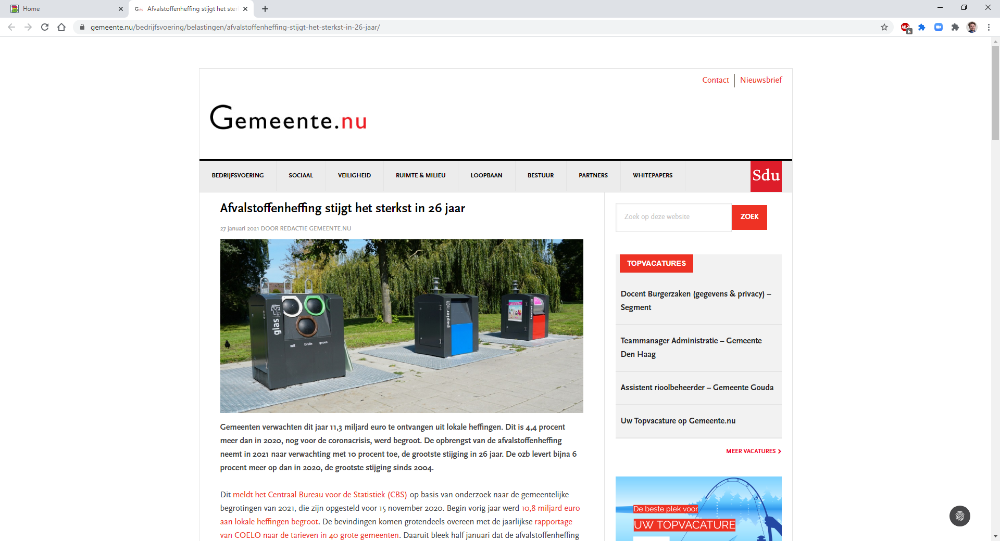 Home
Afvalstoffenheffing stijgt het ster
gemeente.nu/bedrijfsvoering/belastingen/afvalstoffenheffing-stijgt-het-sterkst-in-26-jaar/
ABP
6
Contact
Nieuwsbrief
Gemeente.nu
BEDRIJFSVOERING
SOCIAAL
VEILIGHEID
RUIMTE & MILIEU
LOOPBAAN
BESTUUR
PARTNERS
WHITEPAPERS
Sdu
Afvalstoffenheffing stijgt het sterkst in 26 jaar
27 januari 2021 DOOR REDACTIE GEMEENTE.NU
glas
wit bruin groen
papier
textiel
Gemeenten verwachten dit jaar 11,3 miljard euro te ontvangen uit lokale heffingen. Dit is 4,4 procent
meer dan in 2020, nog voor de coronacrisis, werd begroot. De opbrengst van de afvalstoffenheffing
neemt in 2021 naar verwachting met 10 procent toe, de grootste stijging in 26 jaar. De ozb levert bijna 6
procent meer op dan in 2020, de grootste stijging sinds 2004.
Dit meldt het Centraal Bureau voor de Statistiek (CBS) op basis van onderzoek naar de gemeentelijke
begrotingen van 2021, die zijn opgesteld voor 15 november 2020. Begin vorig jaar werd 10,8 miljard euro
aan lokale heffingen begroot. De bevindingen komen grotendeels overeen met de jaarlijkse rapportage
van COELO naar de tarieven in 40 grote gemeenten. Daaruit bleek half januari dat de afvalstoffenheffing
Zoek op deze website
ZOEK
TOPVACATURES
Docent Burgerzaken (gegevens & privacy) –
Segment
Teammanager Administratie – Gemeente
Den Haag
Assistent rioolbeheerder – Gemeente Gouda
Uw Topvacature op Gemeente.nu
MEER VACATURES
De beste plek voor
UW TOPVACATURE